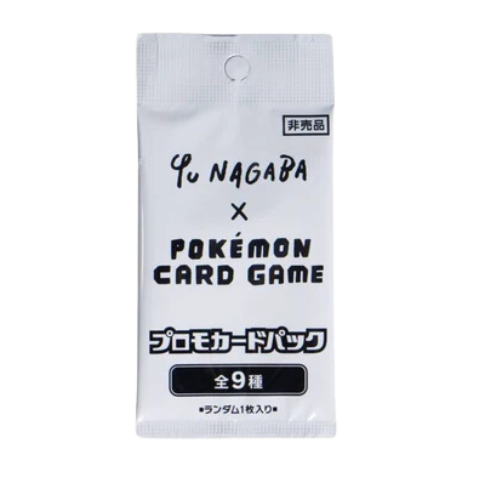 非売品
Yu NAGABA
×
POKÉMON
CARD GAME
プロモカードパック
全9種
*ランダム1枚入り*